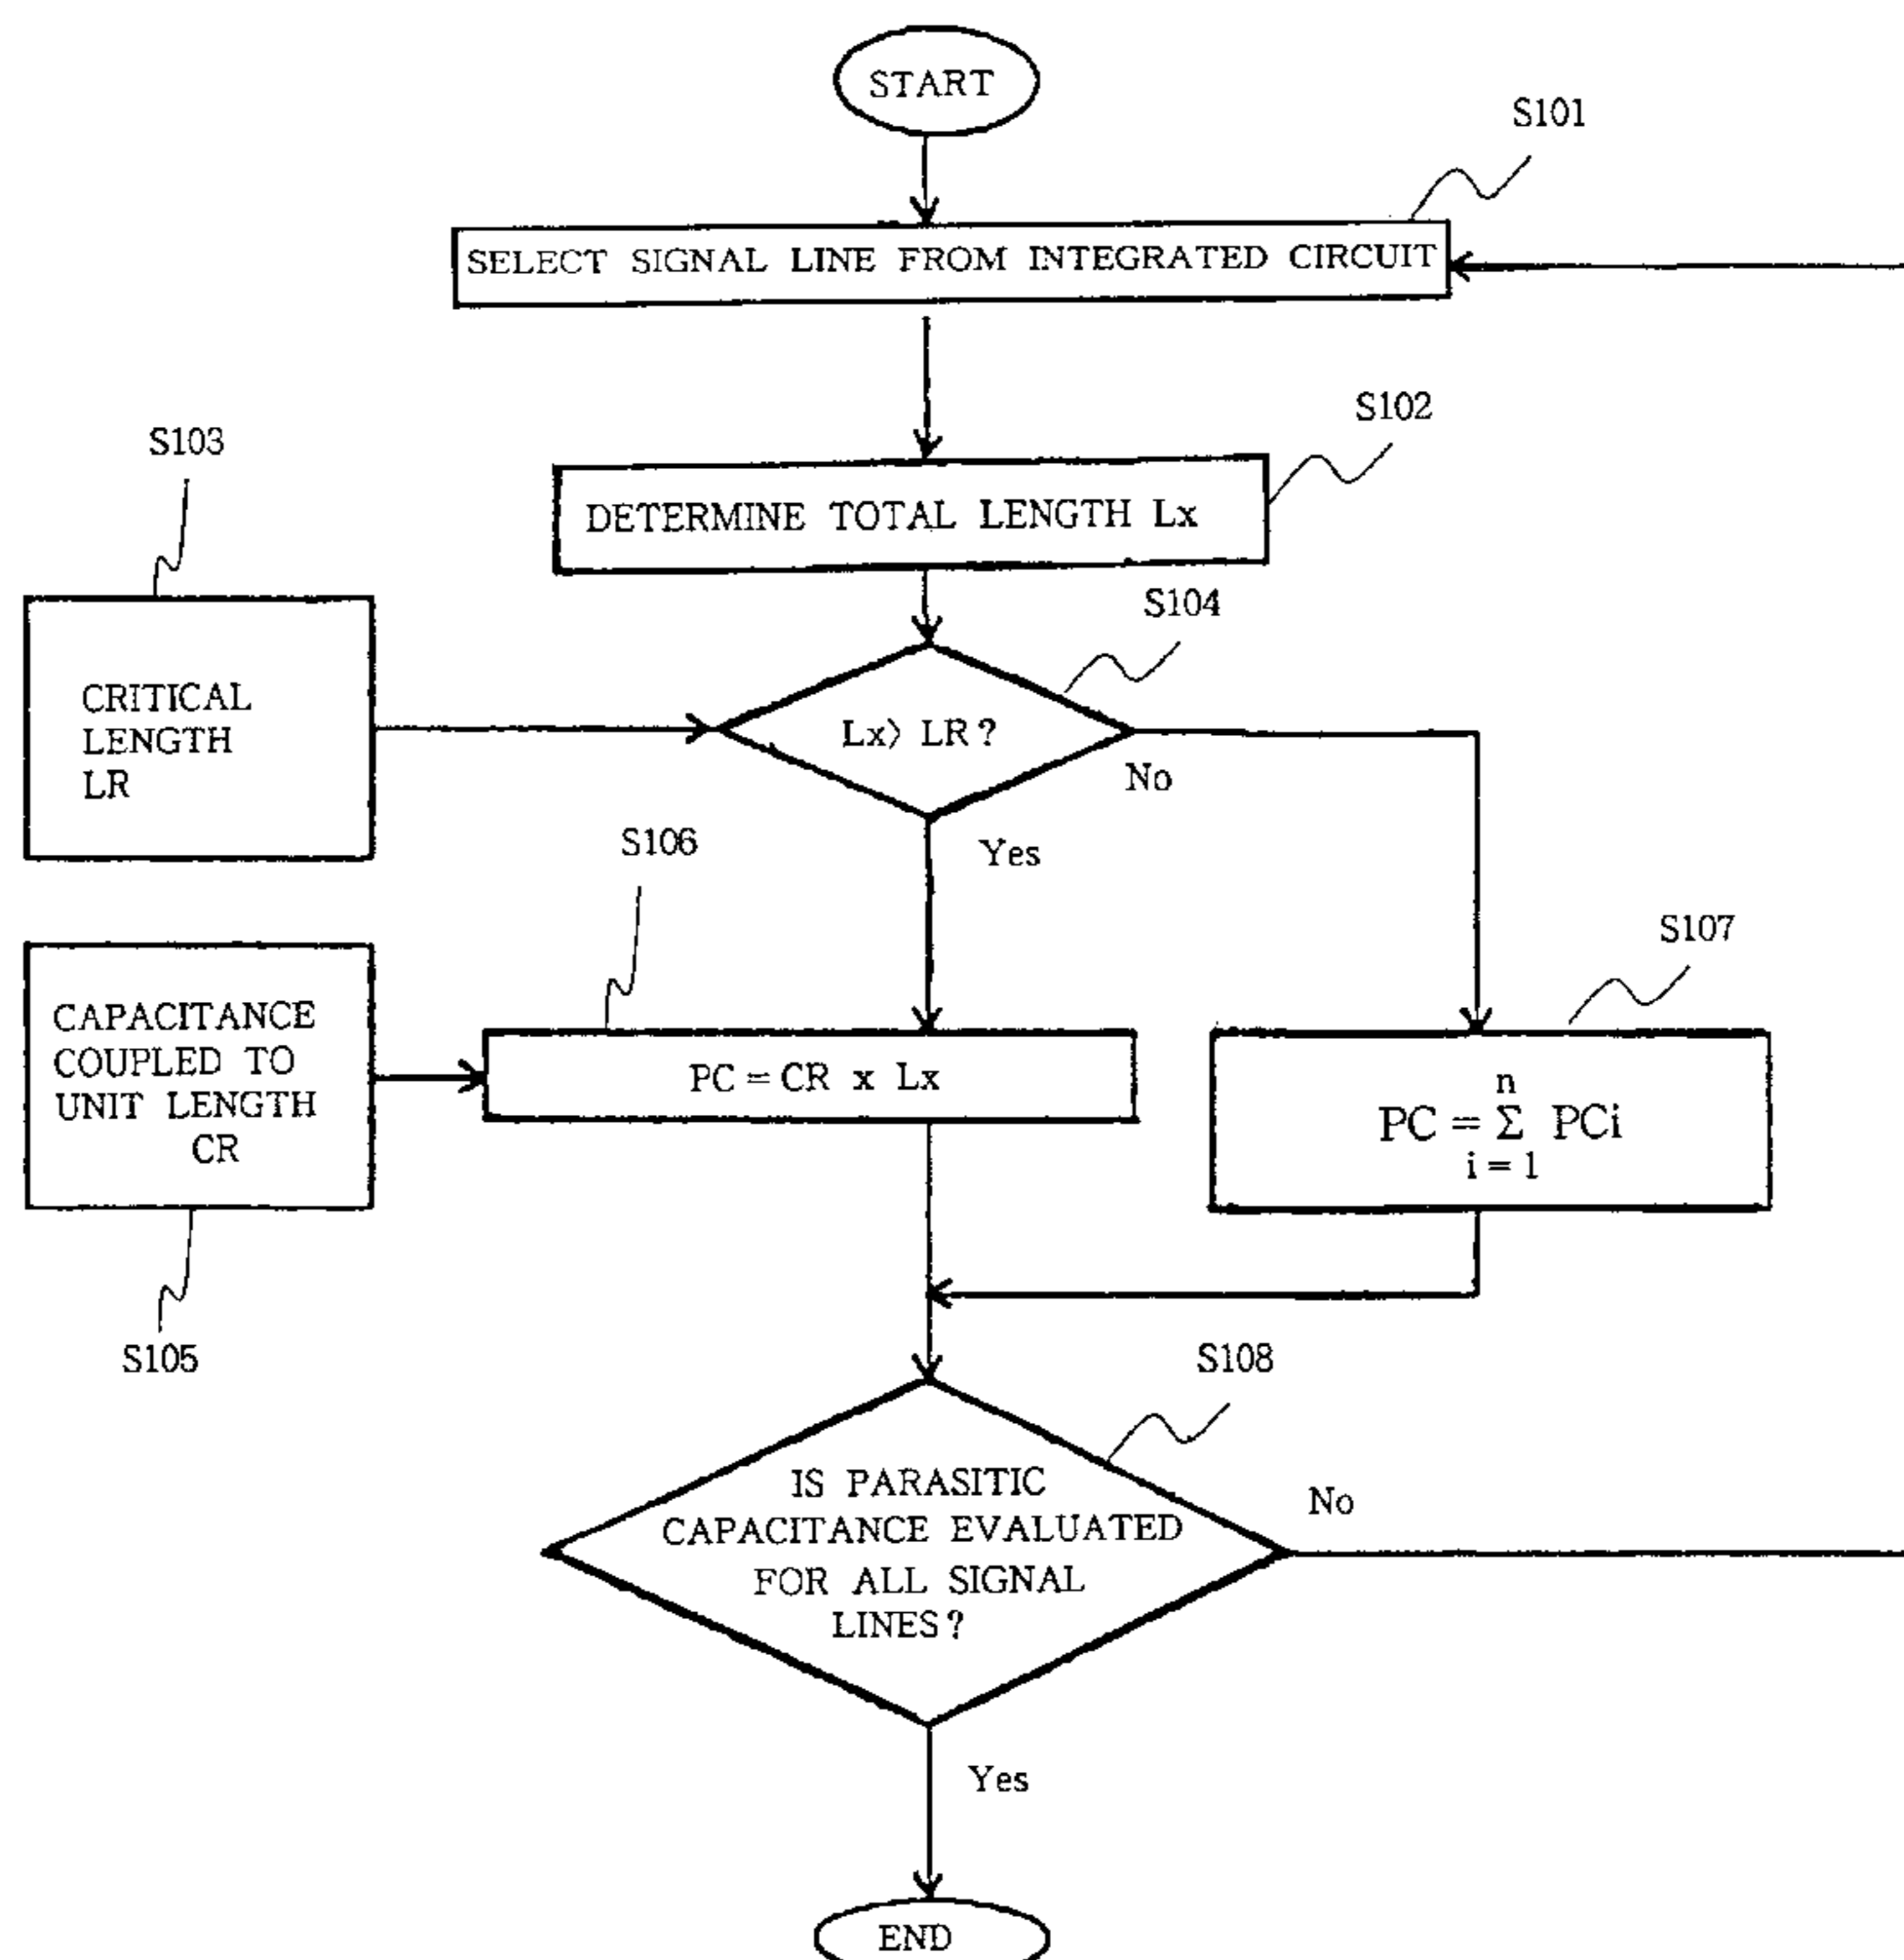 START
S101
SELECT SIGNAL LINE FROM INTEGRATED CIRCUIT
S102
DETERMINE TOTAL LENGTH Lx
S103
CRITICAL
LENGTH
LR
S104
Lx> LR?
No
Yes
S106
S107
CAPACITANCE
COUPLED TO
UNIT LENGTH
CR
PC = CR x Lx
n
PC = Σ PCi
i = 1
S105
S108
IS PARASITIC
CAPACITANCE EVALUATED
FOR ALL SIGNAL
LINES?
No
Yes
END